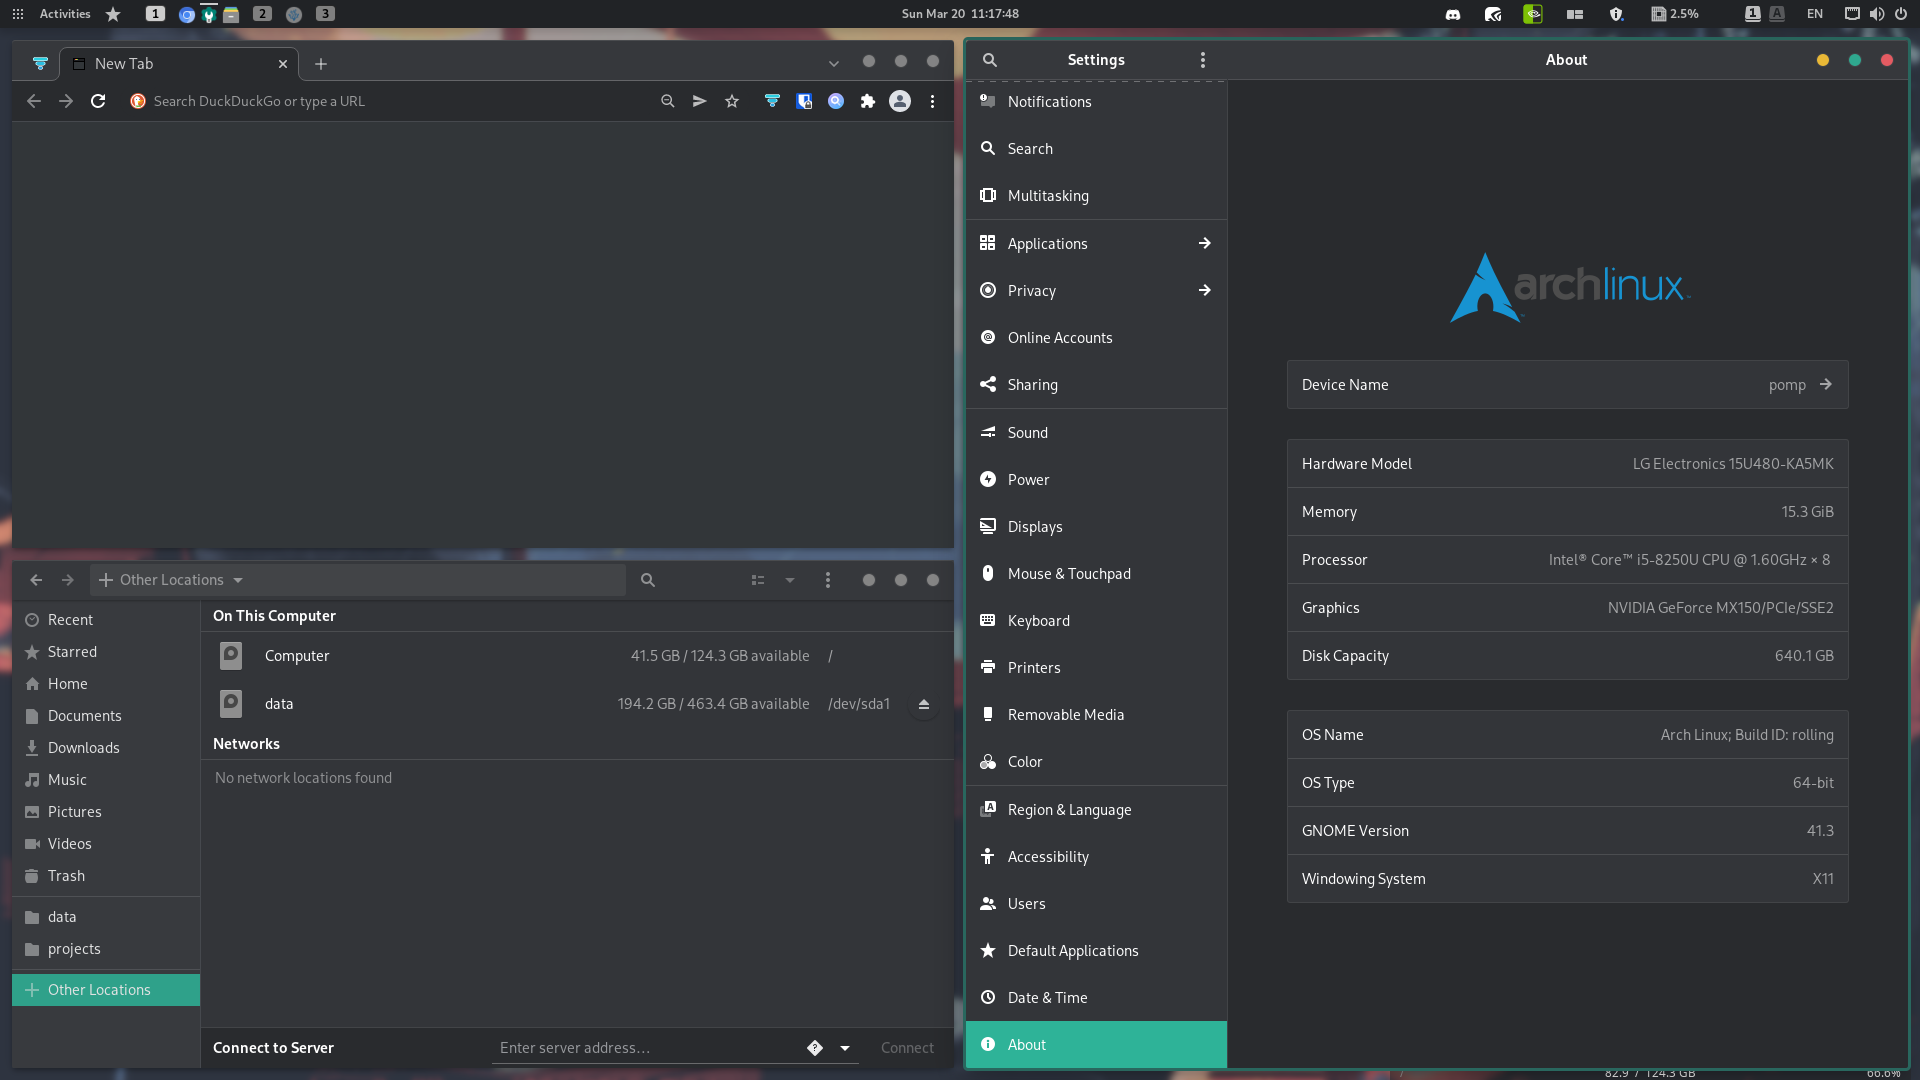 Activities 1 2 3 Sun Mar 20 11:17:48 2.5% 1 A EN
New Tab
Search DuckDuckGo or type a URL
Other Locations
Recent
Starred
Home
Documents
Downloads
Music
Pictures
Videos
Trash
data
projects
Other Locations
On This Computer
Computer 41.5 GB / 124.3 GB available /
data 194.2 GB / 463.4 GB available /dev/sda1
Networks
No network locations found
Connect to Server Enter server address… Connect
Settings
Notifications
Search
Multitasking
Applications
Privacy
Online Accounts
Sharing
Sound
Power
Displays
Mouse & Touchpad
Keyboard
Printers
Removable Media
Color
Region & Language
Accessibility
Users
Default Applications
Date & Time
About
About
archlinux
Device Name pomp
Hardware Model LG Electronics 15U480-KA5MK
Memory 15.3 GiB
Processor Intel® Core™ i5-8250U CPU @ 1.60GHz × 8
Graphics NVIDIA GeForce MX150/PCIe/SSE2
Disk Capacity 640.1 GB
OS Name Arch Linux; Build ID: rolling
OS Type 64-bit
GNOME Version 41.3
Windowing System X11
/ 82.9 / 124.3 GB 66.6%